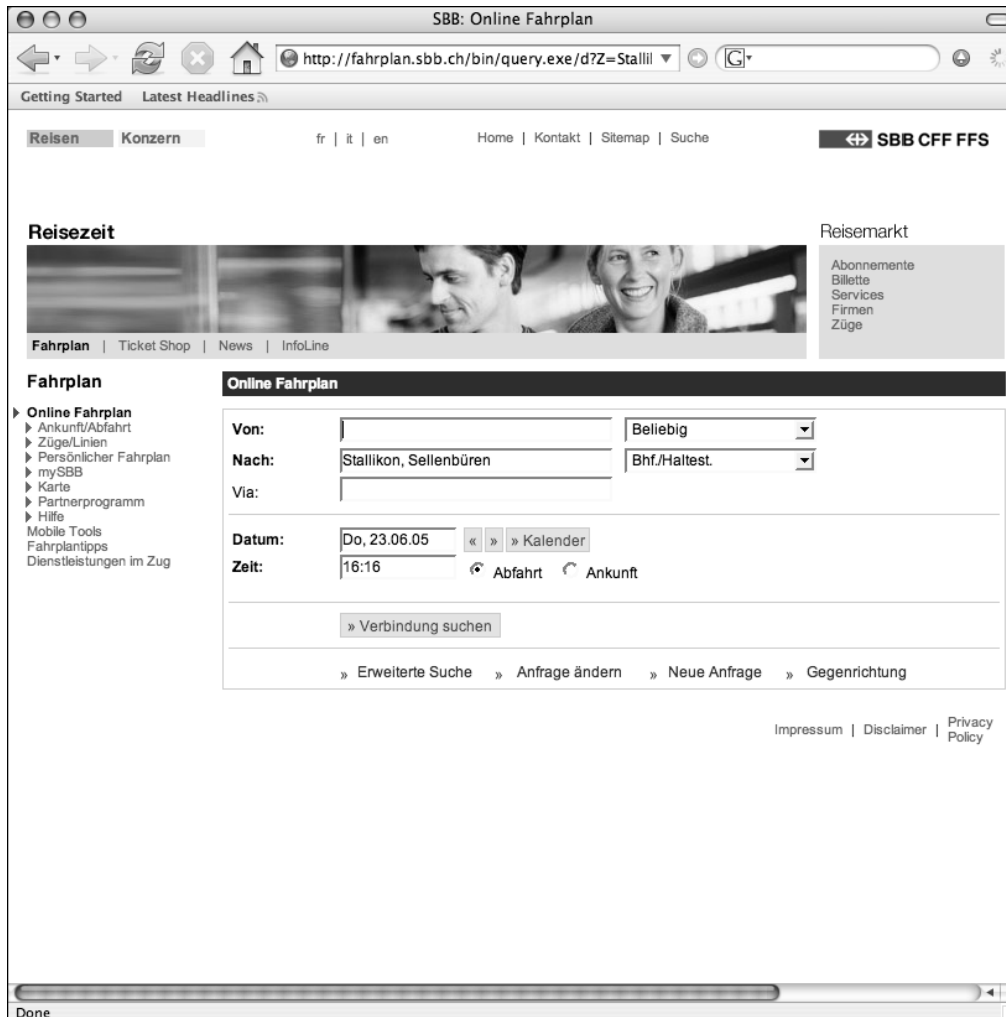 SBB: Online Fahrplan
http://fahrplan.sbb.ch/bin/query.exe/d?Z=Stallil
G
Getting Started Latest Headlines
Reisen Konzern fr | it | en Home | Kontakt | Sitemap | Suche SBB CFF FFS
Reisezeit Reisemarkt
Abonnemente
Billette
Services
Firmen
Züge
Fahrplan | Ticket Shop | News | InfoLine
Fahrplan
Online Fahrplan
Ankunft/Abfahrt
Züge/Linien
Persönlicher Fahrplan
mySBB
Karte
Partnerprogramm
Hilfe
Mobile Tools
Fahrplantipps
Dienstleistungen im Zug
Online Fahrplan
Von: Beliebig
Nach: Stallikon, Sellenbüren Bhf./Haltest.
Via:
Datum: Do, 23.06.05 « » » Kalender
Zeit: 16:16 Abfahrt Ankunft
» Verbindung suchen
» Erweiterte Suche » Anfrage ändern » Neue Anfrage » Gegenrichtung
Impressum | Disclaimer | Privacy
Policy
Done